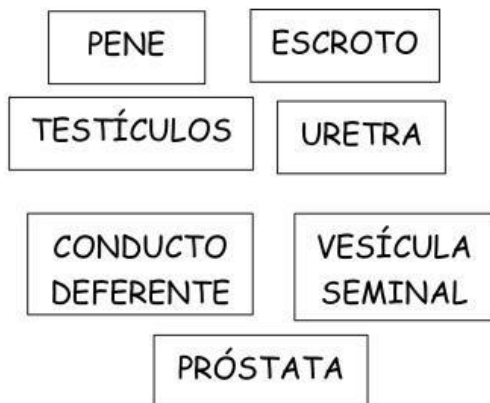 PENE
ESCROTO
TESTÍCULOS
URETRA
CONDUCTO
DEFERENTE
VESÍCULA
SEMINAL
PRÓSTATA